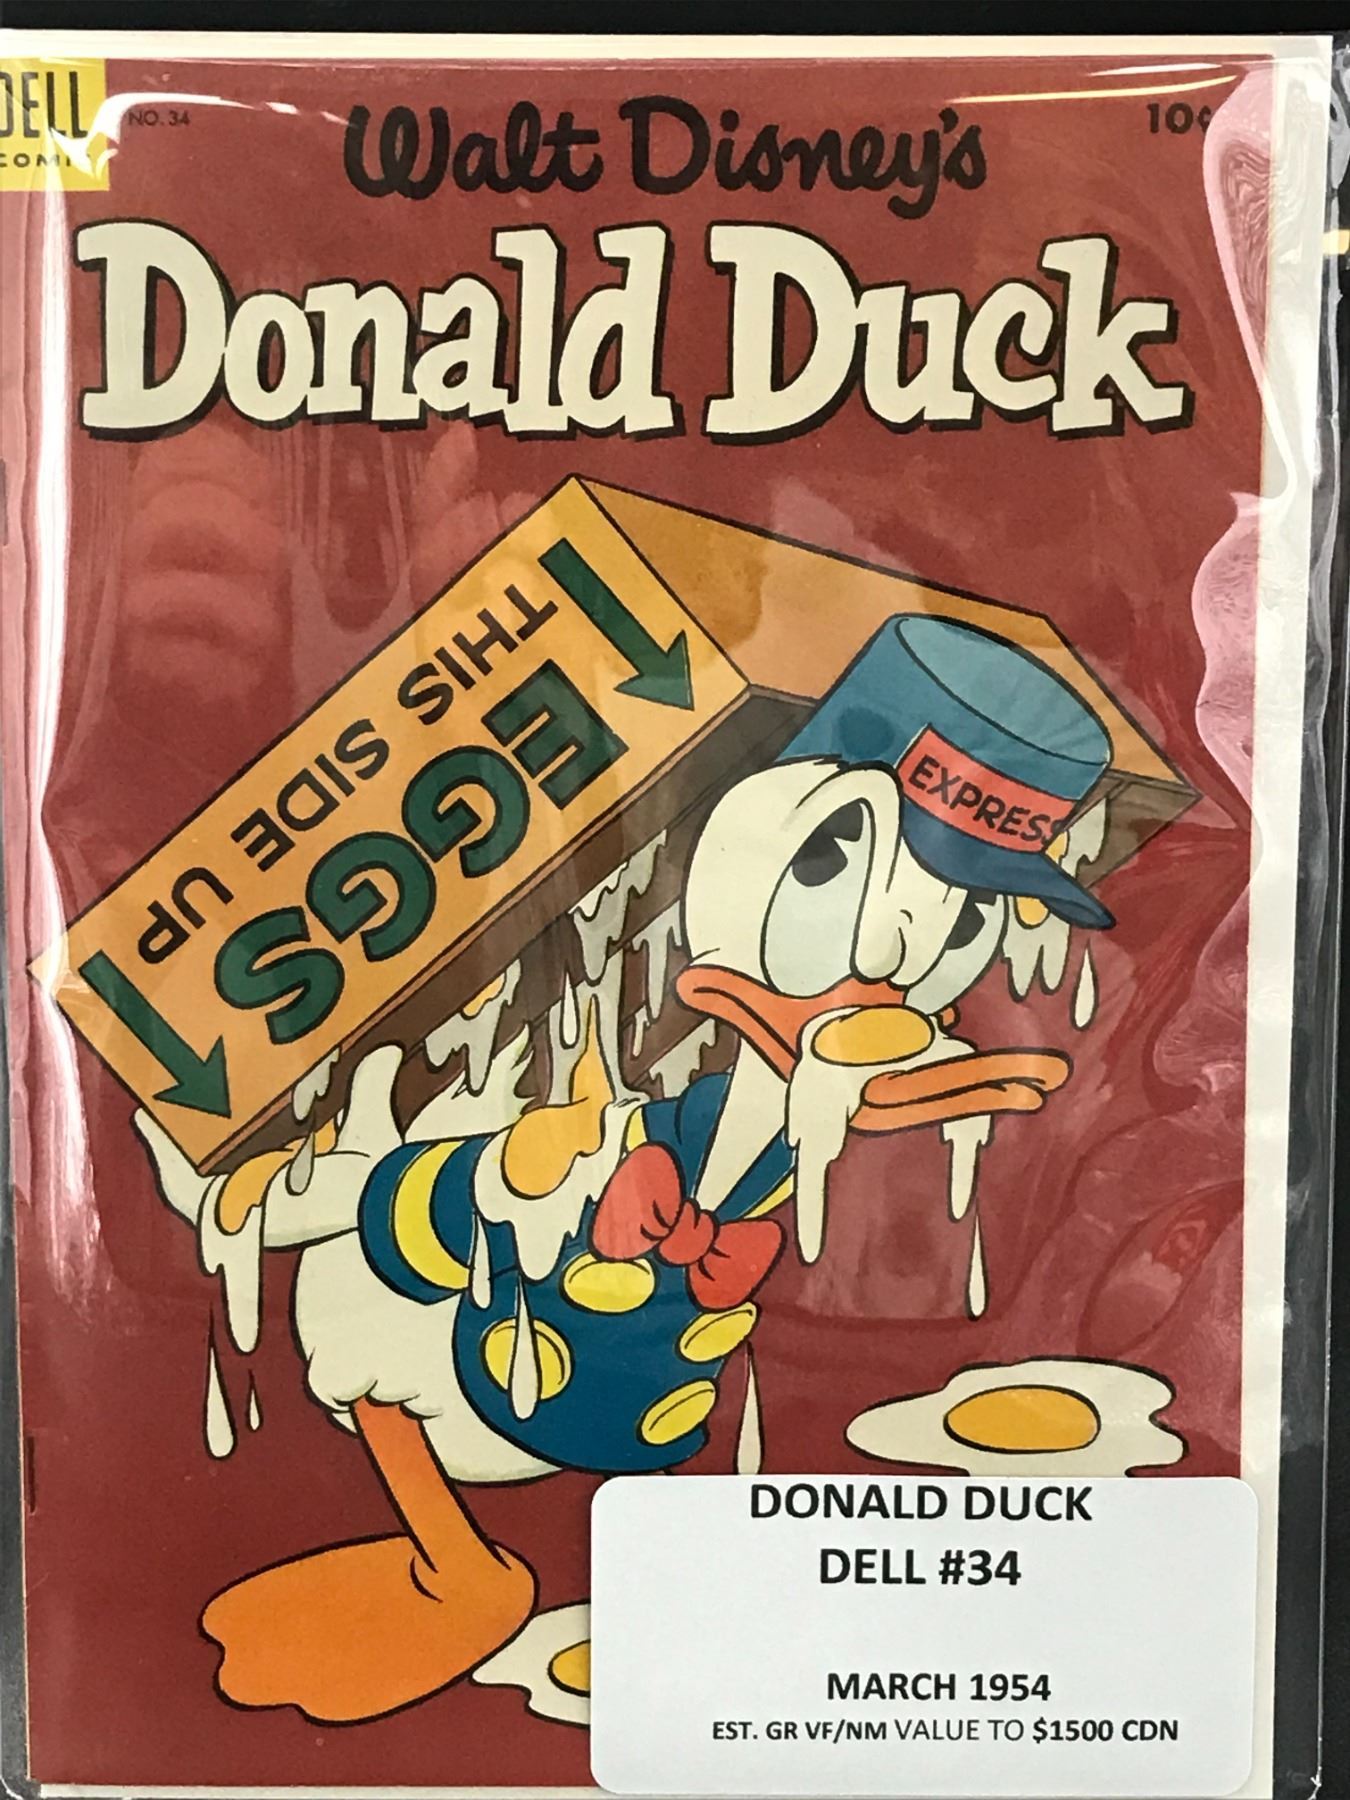 DELL
COMICS
NO. 34
10¢
Walt Disney's
Donald Duck
THIS SIDE UP
EGGS
EXPRESS
DONALD DUCK
DELL #34
MARCH 1954
EST. GR VF/NM VALUE TO $1500 CDN